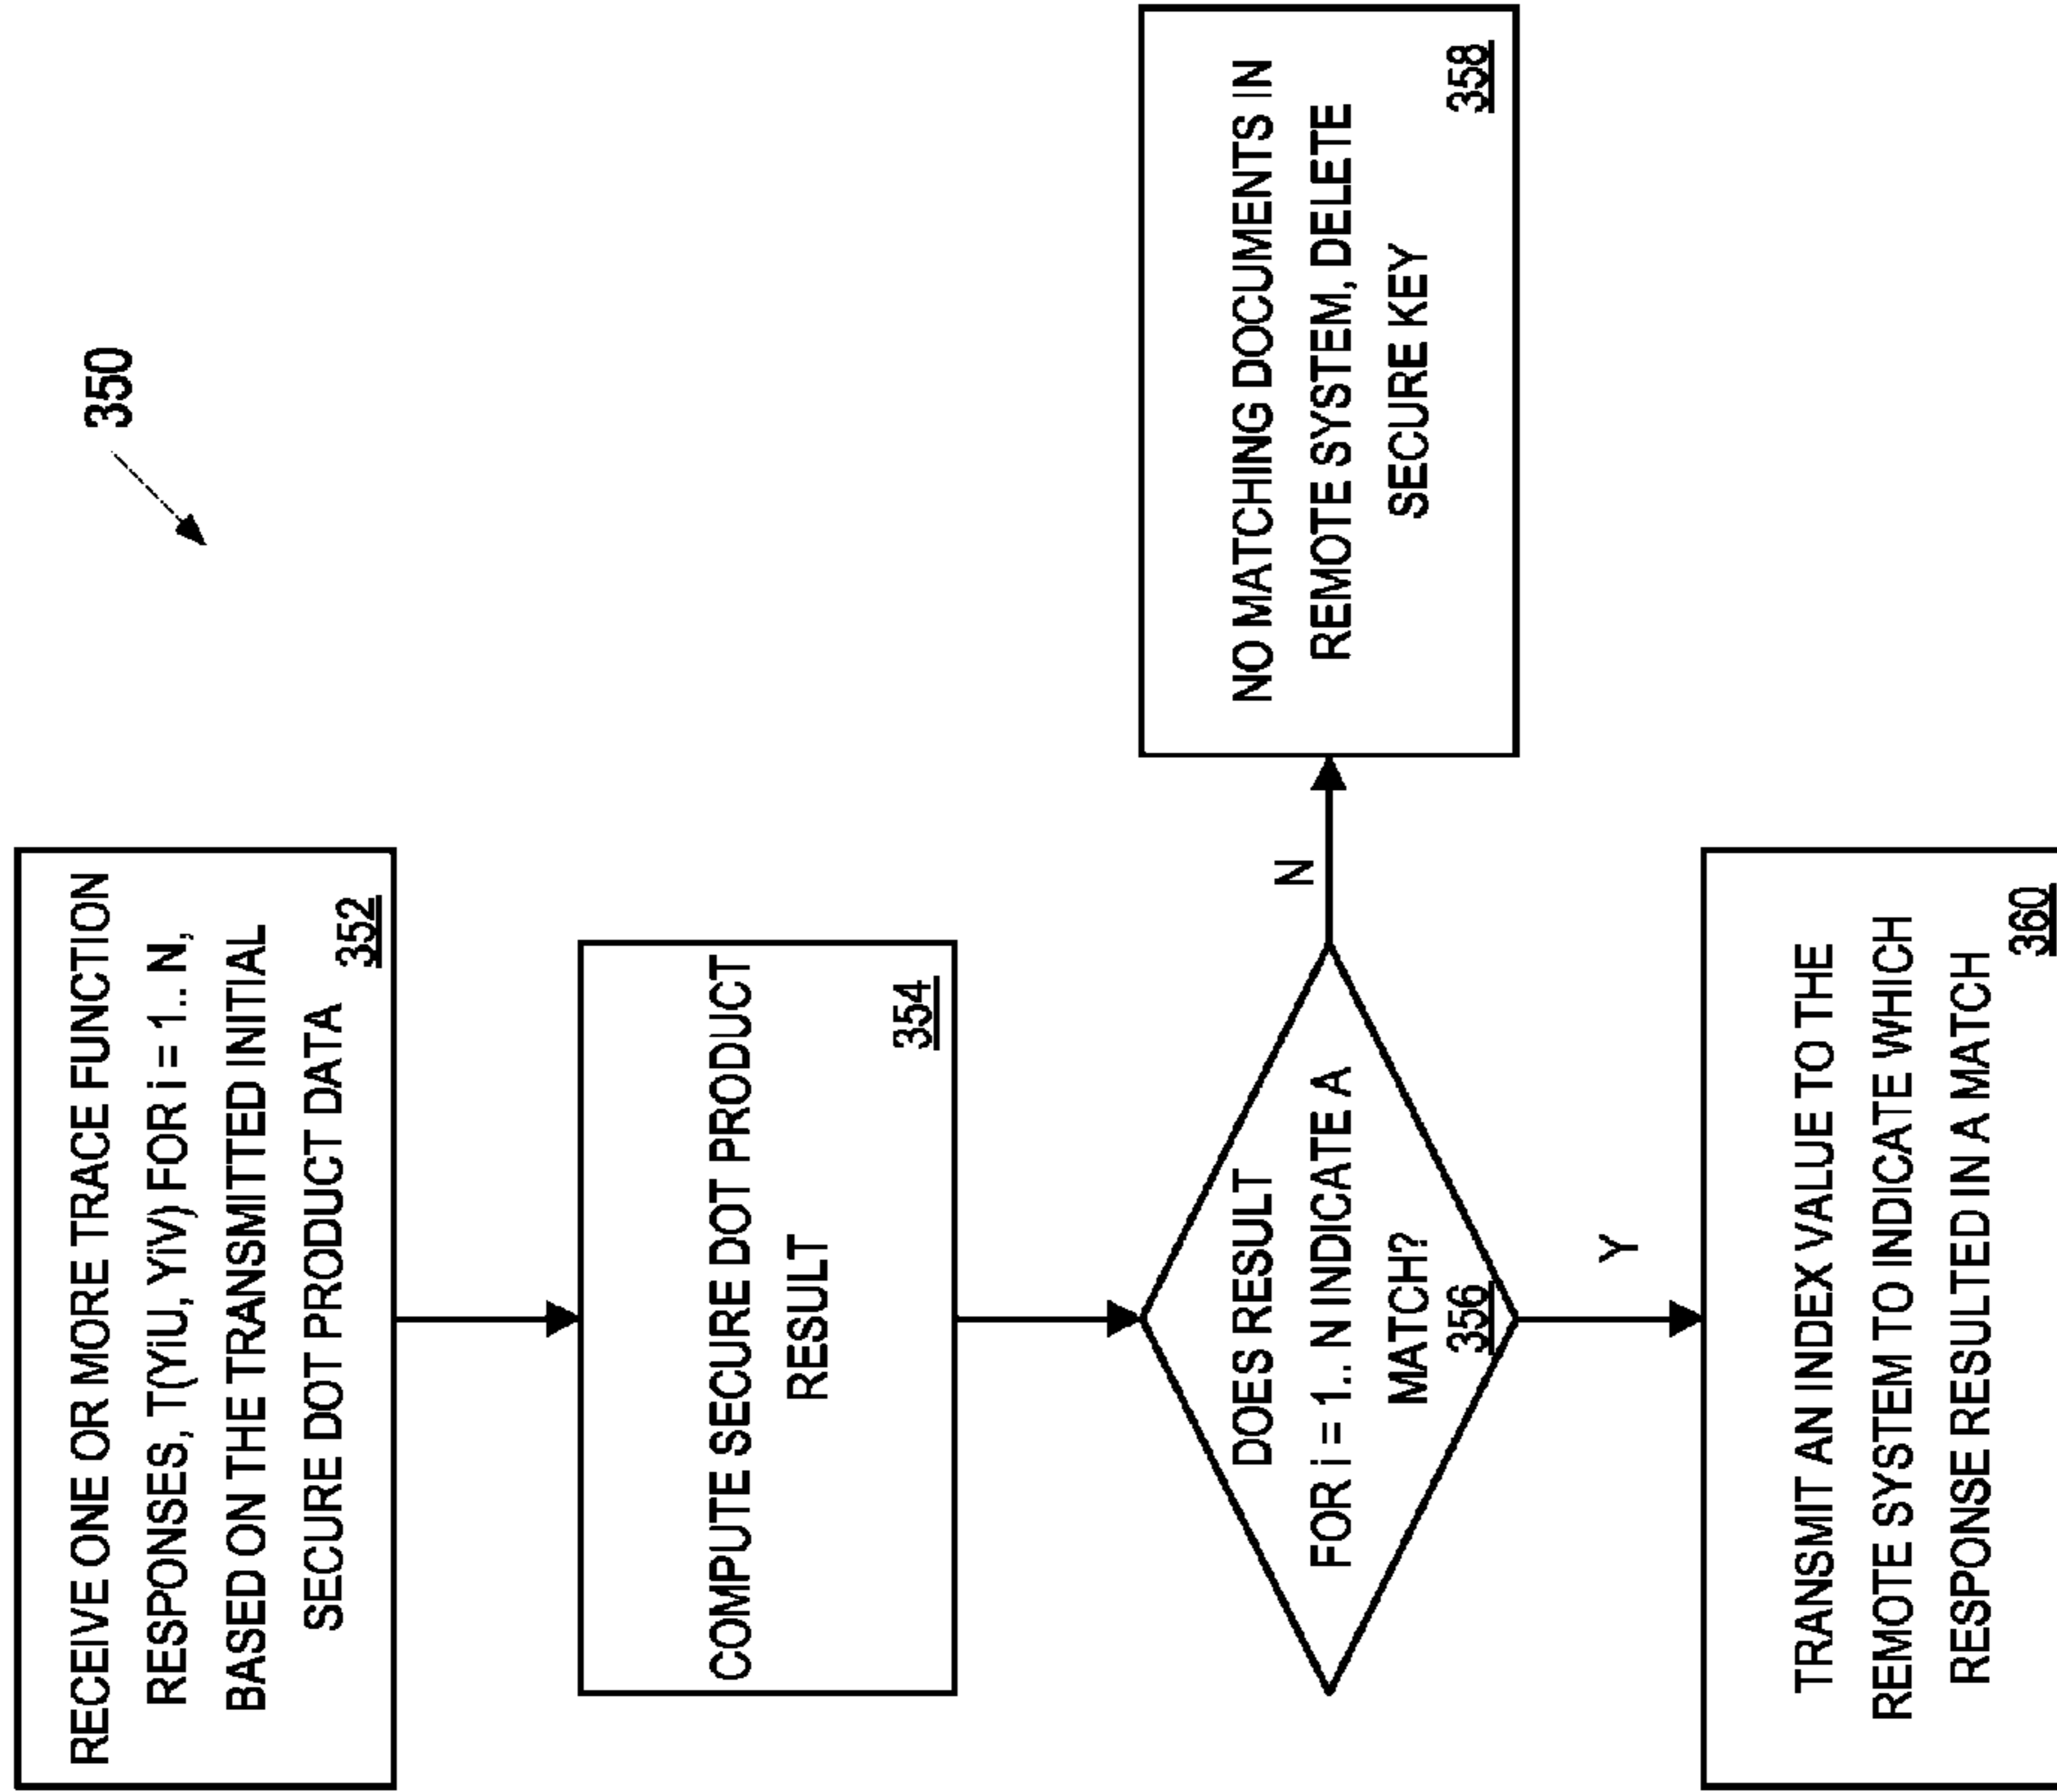 350
RECEIVE ONE OR MORE TRACE FUNCTION
RESPONSES, T(YiU, YiV) FOR i = 1.. N,
BASED ON THE TRANSMITTED INITIAL
SECURE DOT PRODUCT DATA
352
COMPUTE SECURE DOT PRODUCT
RESULT
354
DOES RESULT
FOR i = 1.. N INDICATE A
MATCH?
356
N
NO MATCHING DOCUMENTS IN
REMOTE SYSTEM, DELETE
SECURE KEY
358
Y
TRANSMIT AN INDEX VALUE TO THE
REMOTE SYSTEM TO INDICATE WHICH
RESPONSE RESULTED IN A MATCH
360